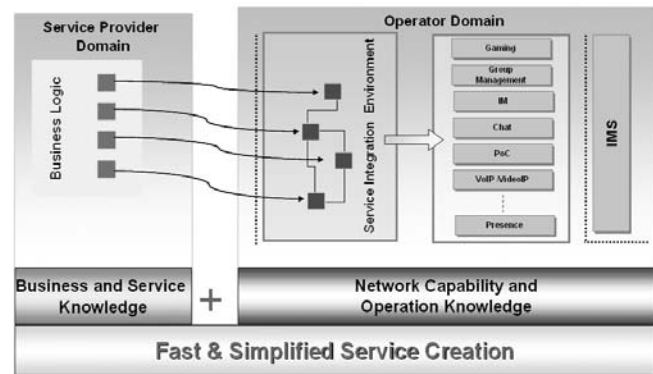 Service Provider
Domain
Business Logic
Operator Domain
Service Integration Environment
Gaming
Group
Management
IM
Chat
PoC
VoIP /VideoIP
Presence
IMS
Business and Service
Knowledge
+
Network Capability and
Operation Knowledge
Fast & Simplified Service Creation